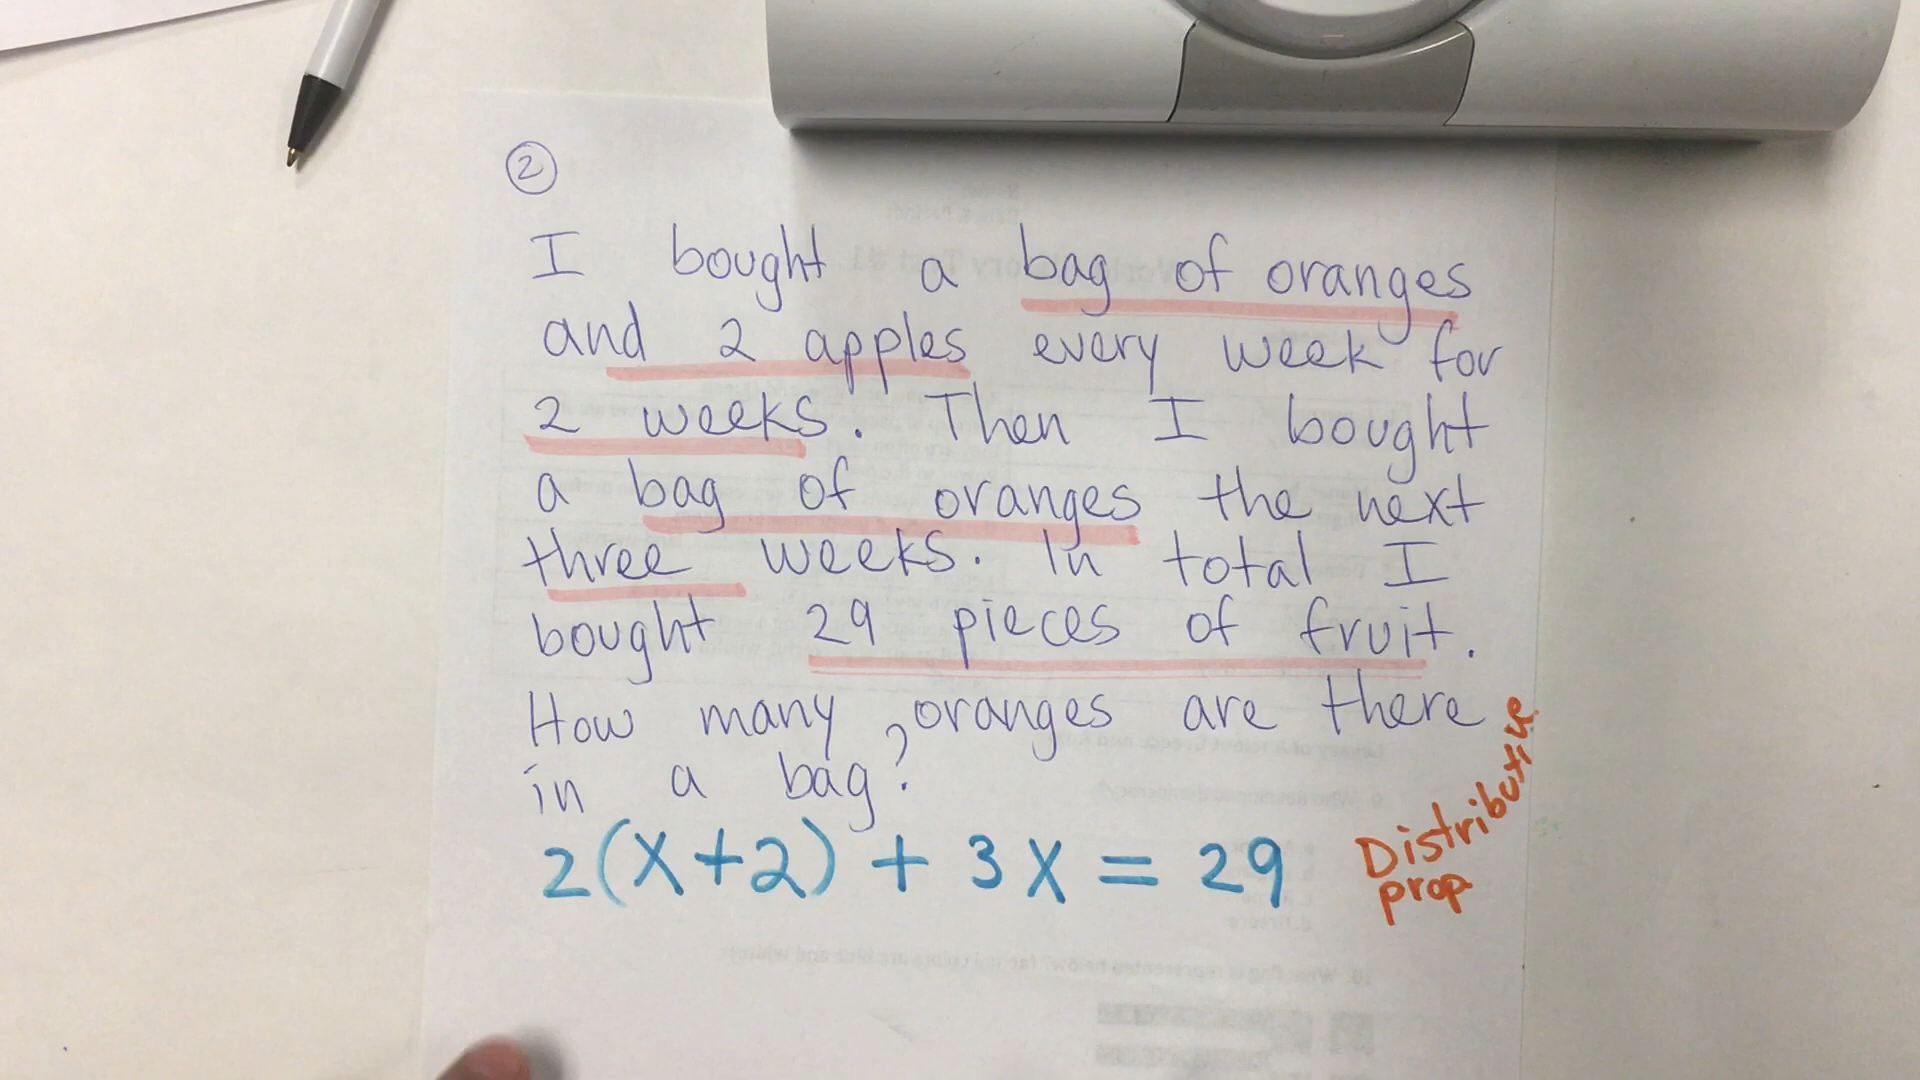 2
I bought a bag of oranges
and 2 apples every week for
2 weeks. Then I bought
a bag of oranges the next
three weeks. In total I
bought 29 pieces of fruit.
How many oranges are there
in a bag?
2(x+2) + 3x = 29
Distributive
prop